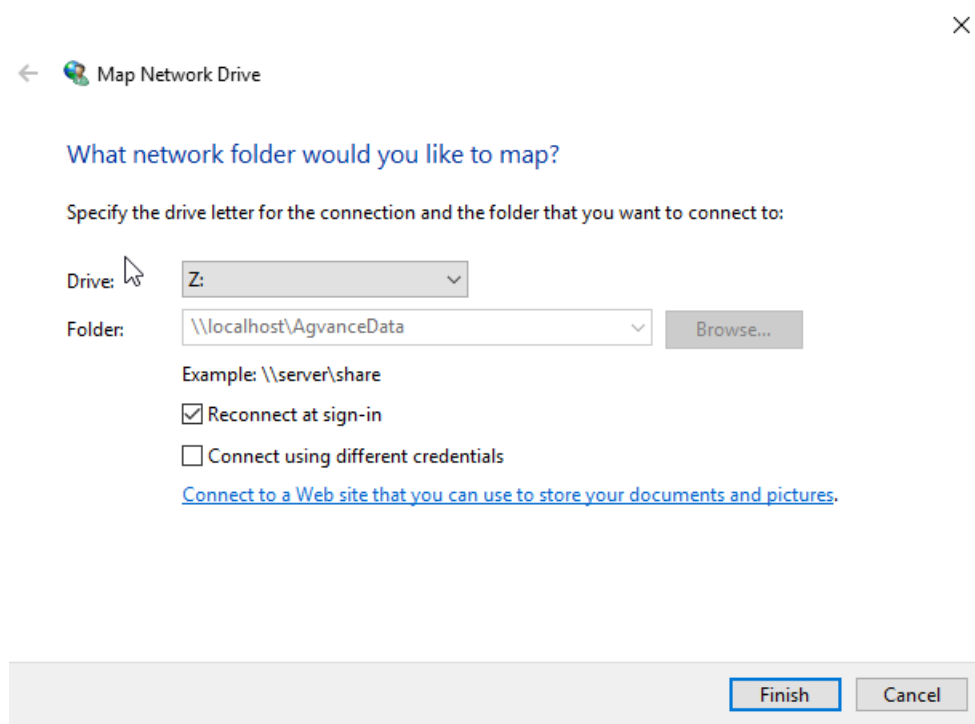 Map Network Drive
What network folder would you like to map?
Specify the drive letter for the connection and the folder that you want to connect to:
Drive: Z:
Folder: \\localhost\AgvanceData Browse...
Example: \\server\share
Reconnect at sign-in
Connect using different credentials
Connect to a Web site that you can use to store your documents and pictures.
Finish Cancel